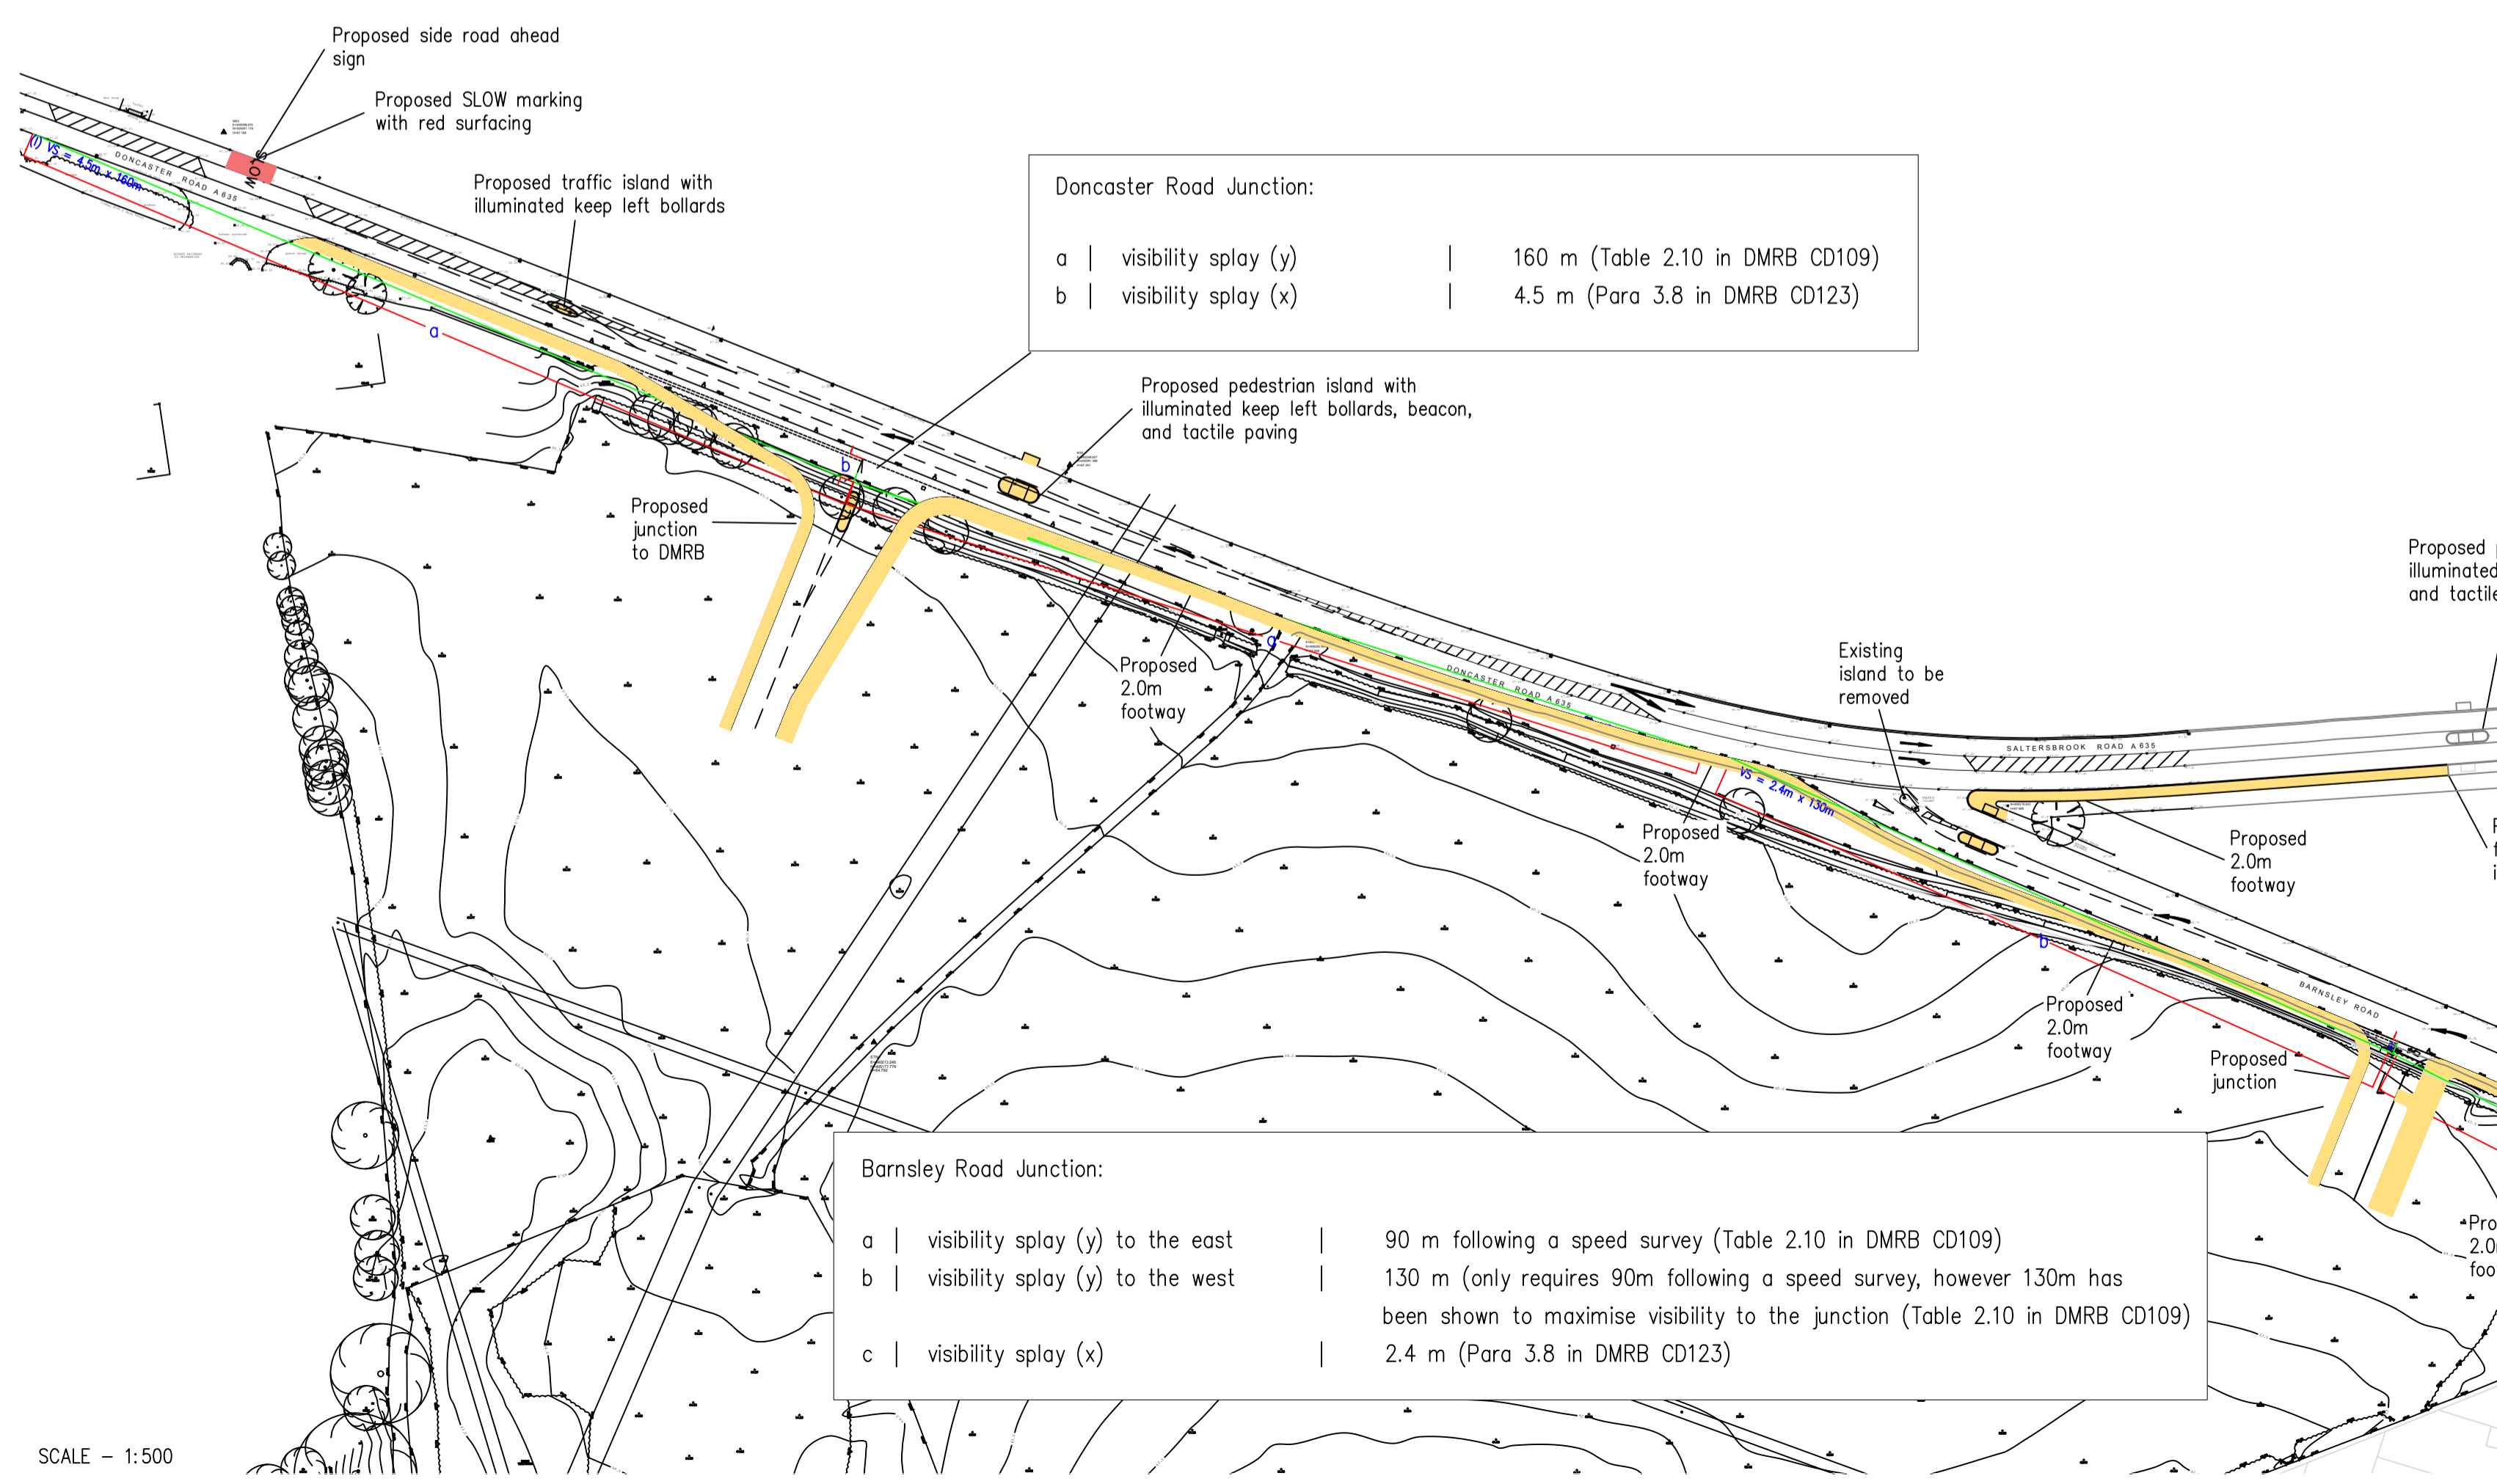 Proposed side road ahead
sign
Proposed SLOW marking
with red surfacing
SLOW
(I) VS = 4.5m x 160m
DONCASTER ROAD A635
Proposed traffic island with
illuminated keep left bollards
Doncaster Road Junction:
a | visibility splay (y) | 160 m (Table 2.10 in DMRB CD109)
b | visibility splay (x) | 4.5 m (Para 3.8 in DMRB CD123)
a
Proposed pedestrian island with
illuminated keep left bollards, beacon,
and tactile paving
b
Proposed
junction
to DMRB
Proposed
illuminated
and tactile
a
Proposed
2.0m
footway
DONCASTER ROAD A635
Existing
island to be
removed
SALTERSBROOK ROAD A635
VS = 2.4m x 130m
Proposed
2.0m
footway
Proposed
2.0m
footway
b
BARNSLEY ROAD
Proposed
2.0m
footway
Proposed
junction
Barnsley Road Junction:
a | visibility splay (y) to the east | 90 m following a speed survey (Table 2.10 in DMRB CD109)
b | visibility splay (y) to the west | 130 m (only requires 90m following a speed survey, however 130m has
been shown to maximise visibility to the junction (Table 2.10 in DMRB CD109)
c | visibility splay (x) | 2.4 m (Para 3.8 in DMRB CD123)
Pro
2.0
foo
SCALE - 1:500